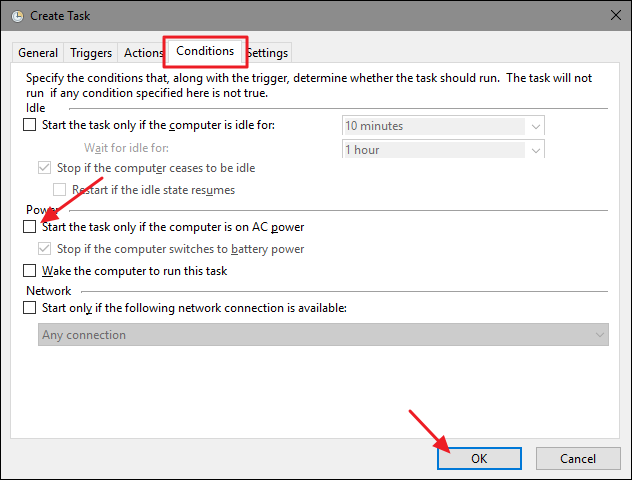 Create Task
General Triggers Actions Conditions Settings
Specify the conditions that, along with the trigger, determine whether the task should run. The task will not
run if any condition specified here is not true.
Idle
Start the task only if the computer is idle for: 10 minutes
Wait for idle for: 1 hour
Stop if the computer ceases to be idle
Restart if the idle state resumes
Power
Start the task only if the computer is on AC power
Stop if the computer switches to battery power
Wake the computer to run this task
Network
Start only if the following network connection is available:
Any connection
OK Cancel